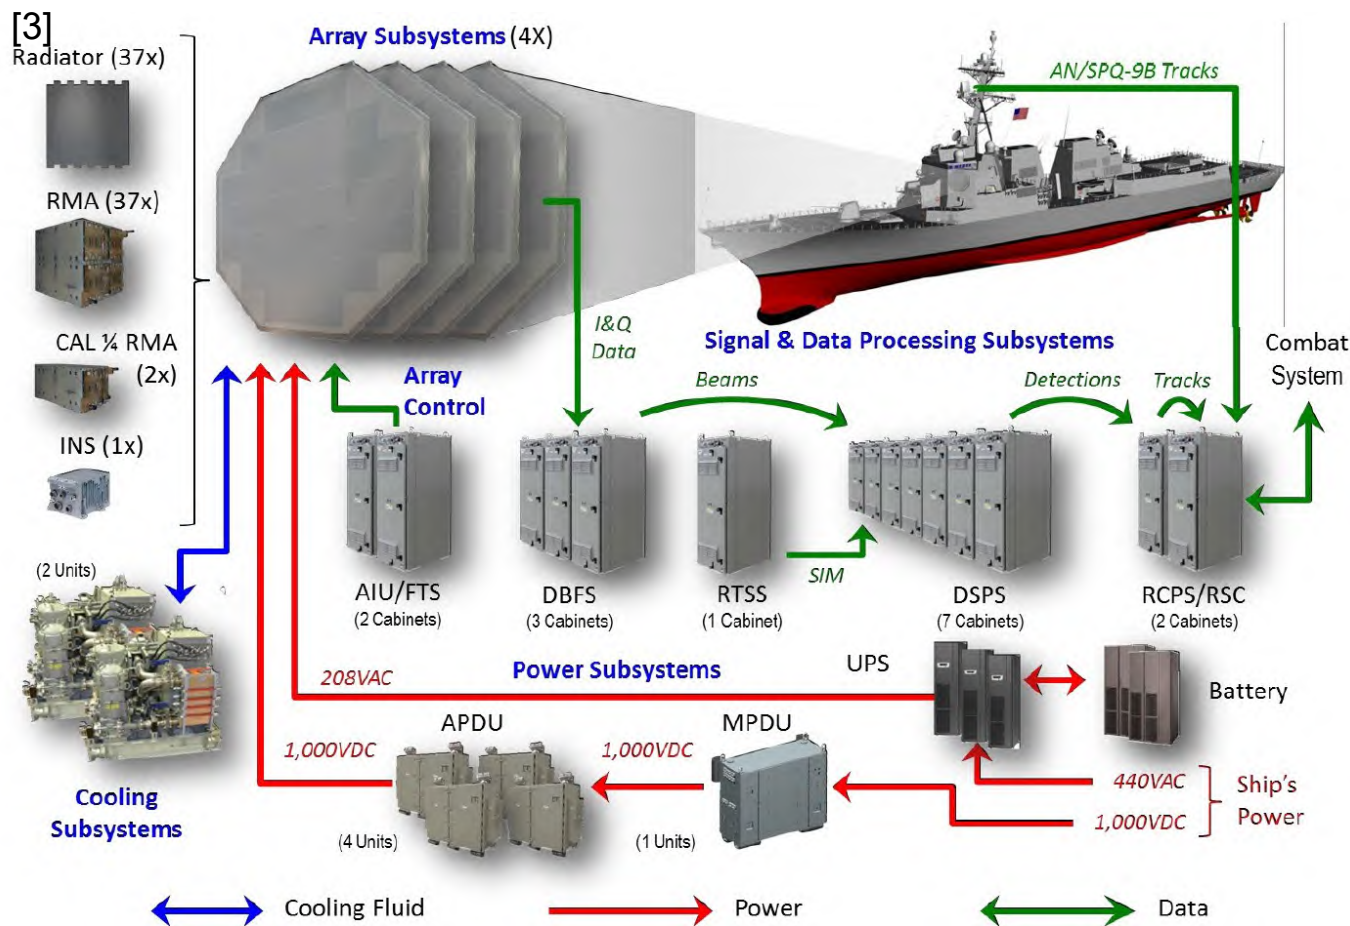 [3]
Radiator (37x)
Array Subsystems (4X)
AN/SPQ-9B Tracks
RMA (37x)
CAL ¼ RMA
(2x)
INS (1x)
I&Q
Data
Signal & Data Processing Subsystems
Combat
System
Array
Control
Beams
Detections
Tracks
SIM
(2 Units)
AIU/FTS
(2 Cabinets)
DBFS
(3 Cabinets)
RTSS
(1 Cabinet)
DSPS
(7 Cabinets)
RCPS/RSC
(2 Cabinets)
Power Subsystems
UPS
208VAC
Battery
APDU
MPDU
1,000VDC
1,000VDC
440VAC
1,000VDC
Ship's
Power
Cooling
Subsystems
(4 Units)
(1 Units)
Cooling Fluid
Power
Data